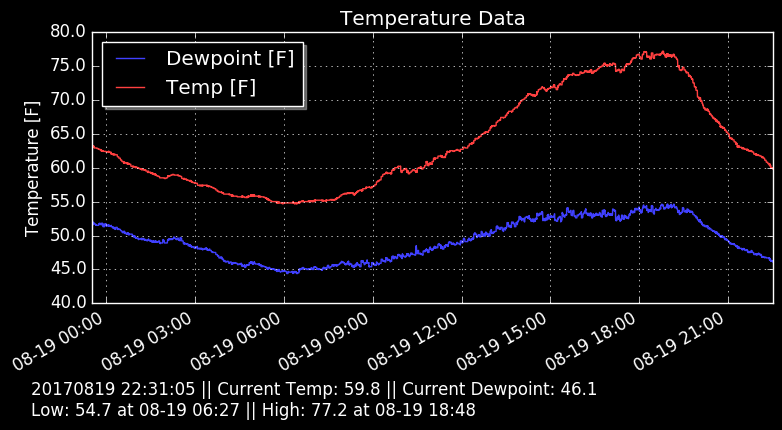 Temperature Data
Dewpoint [F]
Temp [F]
Temperature [F]
80.0
75.0
70.0
65.0
60.0
55.0
50.0
45.0
40.0
08-19 00:00
08-19 03:00
08-19 06:00
08-19 09:00
08-19 12:00
08-19 15:00
08-19 18:00
08-19 21:00
20170819 22:31:05 || Current Temp: 59.8 || Current Dewpoint: 46.1
Low: 54.7 at 08-19 06:27 || High: 77.2 at 08-19 18:48